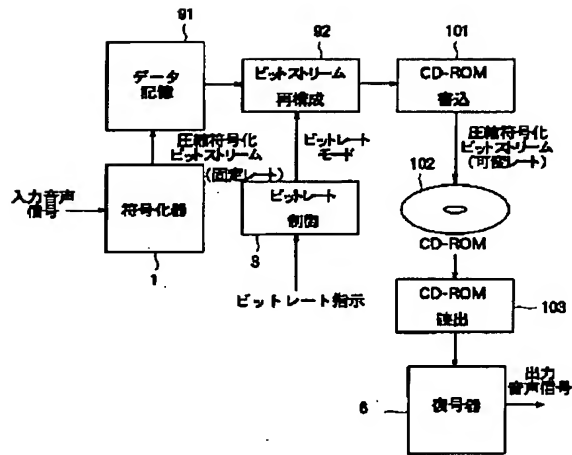 91
データ
記憶
92
ビットストリーム
再構成
101
CD-ROM
書込
圧縮符号化
ビットストリーム
(固定レート)
ビットレート
モード
圧縮符号化
ビットストリーム
(可変レート)
入力音声
信号
符号化器
1
ビットレート
制御
3
ビットレート指示
102
CD-ROM
CD-ROM
読出
103
復号器
6
出力
音声信号